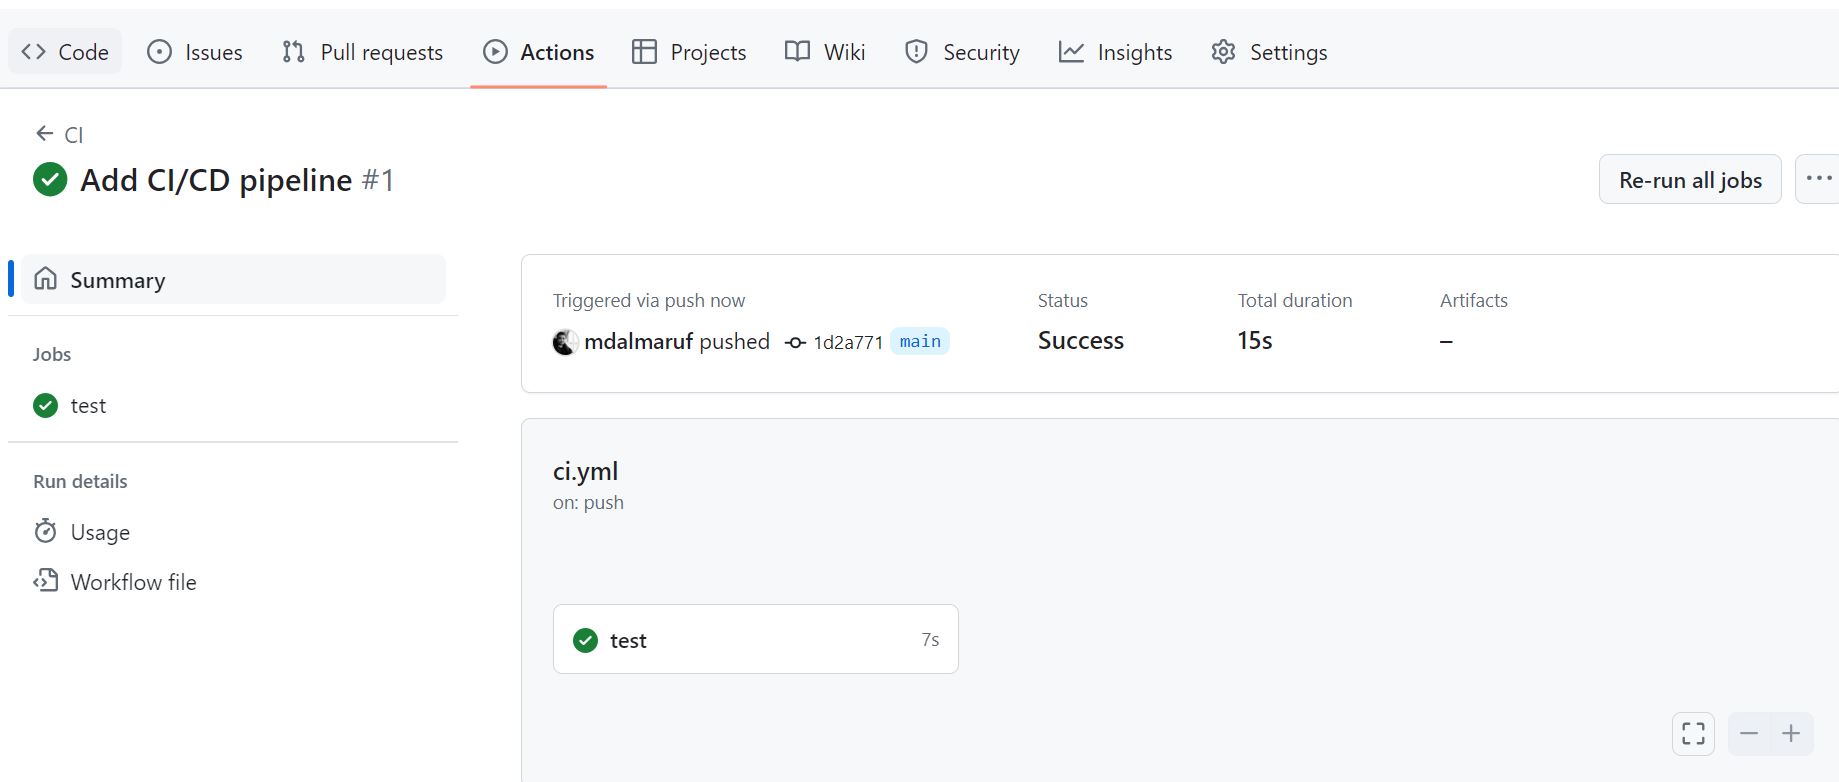 Code Issues Pull requests Actions Projects Wiki Security Insights Settings
CI
Add CI/CD pipeline #1
Re-run all jobs
Summary
Jobs
test
Run details
Usage
Workflow file
Triggered via push now
mdalmaruf pushed 1d2a771 main
Status
Success
Total duration
15s
Artifacts
–
ci.yml
on: push
test 7s